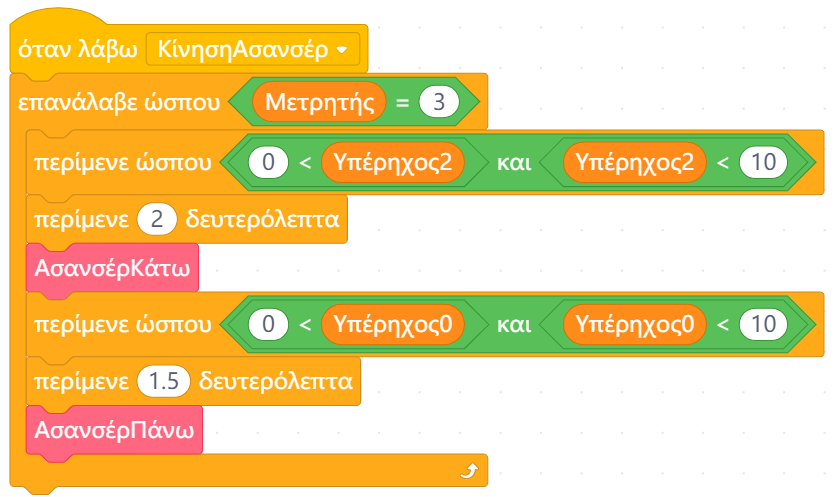 όταν λάβω ΚίνησηΑσανσέρ
επανάλαβε ώσπου Μετρητής = 3
περίμενε ώσπου 0 < Υπέρηχος2 και Υπέρηχος2 < 10
περίμενε 2 δευτερόλεπτα
ΑσανσέρΚάτω
περίμενε ώσπου 0 < Υπέρηχος0 και Υπέρηχος0 < 10
περίμενε 1.5 δευτερόλεπτα
ΑσανσέρΠάνω